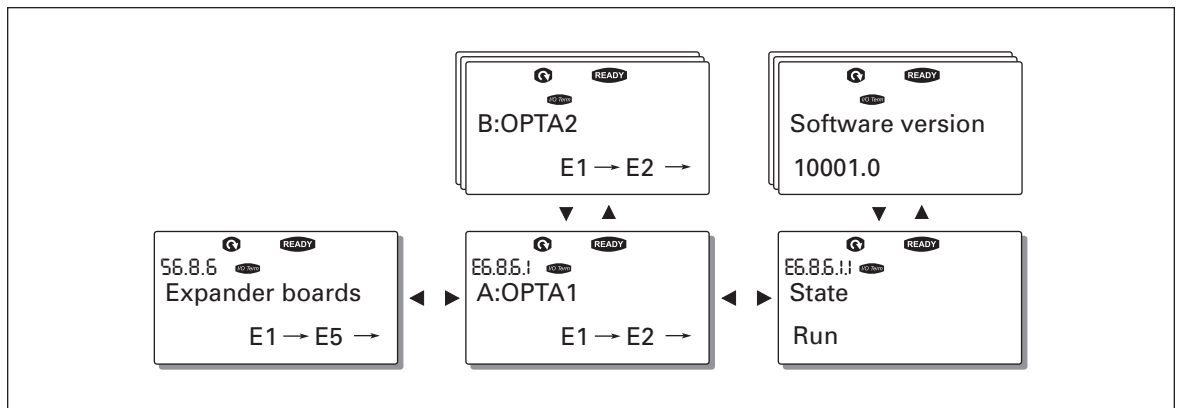 READY
I/O Term
B:OPTA2
E1 → E2 →
READY
I/O Term
Software version
10001.0
READY
S6.8.6 I/O Term
Expander boards
E1 → E5 →
READY
E6.8.6.1 I/O Term
A:OPTA1
E1 → E2 →
READY
E6.8.6.1.1 I/O Term
State
Run